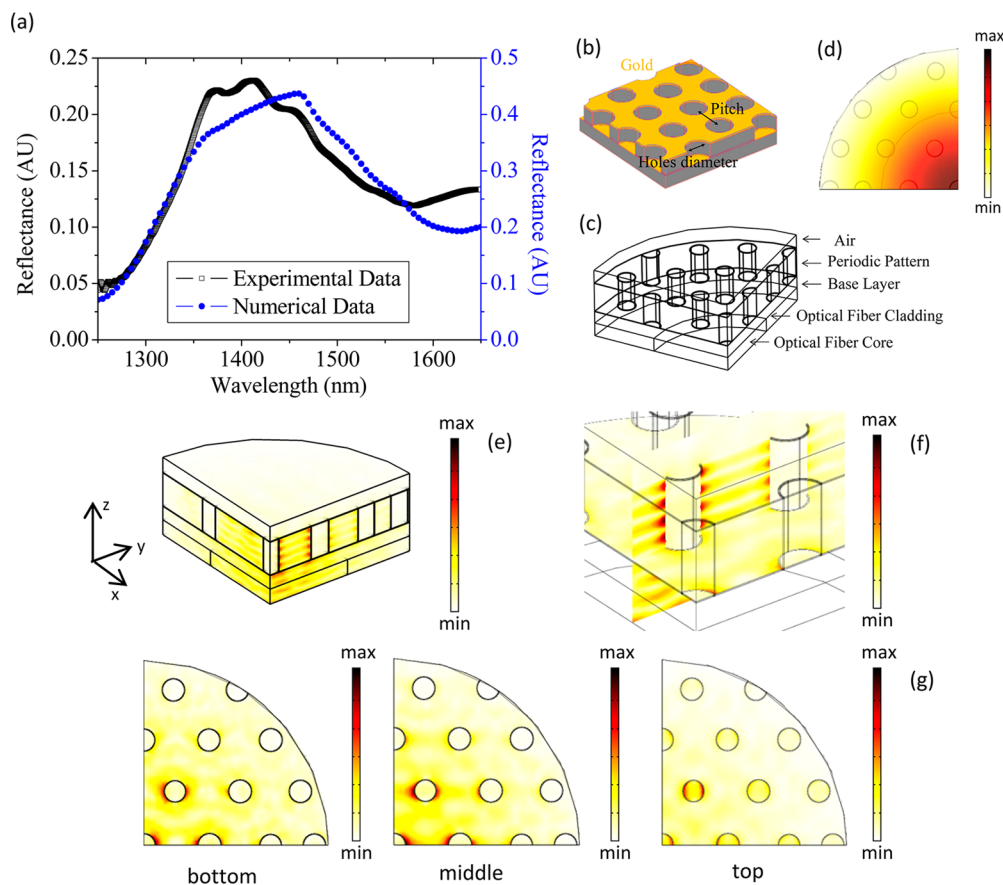 (a)
0.25
0.20
0.15
0.10
0.05
0.00
Reflectance (AU)
0.5
0.4
0.3
0.2
0.1
0.0
Reflectance (AU)
Experimental Data
Numerical Data
1300 1400 1500 1600
Wavelength (nm)
(b)
Gold
Pitch
Holes diameter
(d)
max
min
(c)
Air
Periodic Pattern
Base Layer
Optical Fiber Cladding
Optical Fiber Core
(e)
max
min
z
y
x
(f)
max
min
(g)
max
min
bottom
max
min
middle
max
min
top